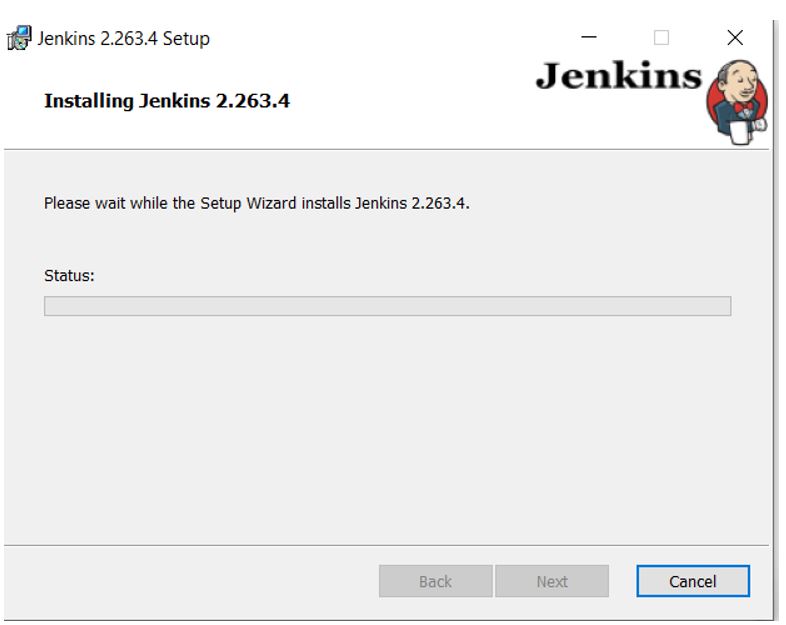 Jenkins 2.263.4 Setup
Jenkins
Installing Jenkins 2.263.4
Please wait while the Setup Wizard installs Jenkins 2.263.4.
Status:
Back
Next
Cancel